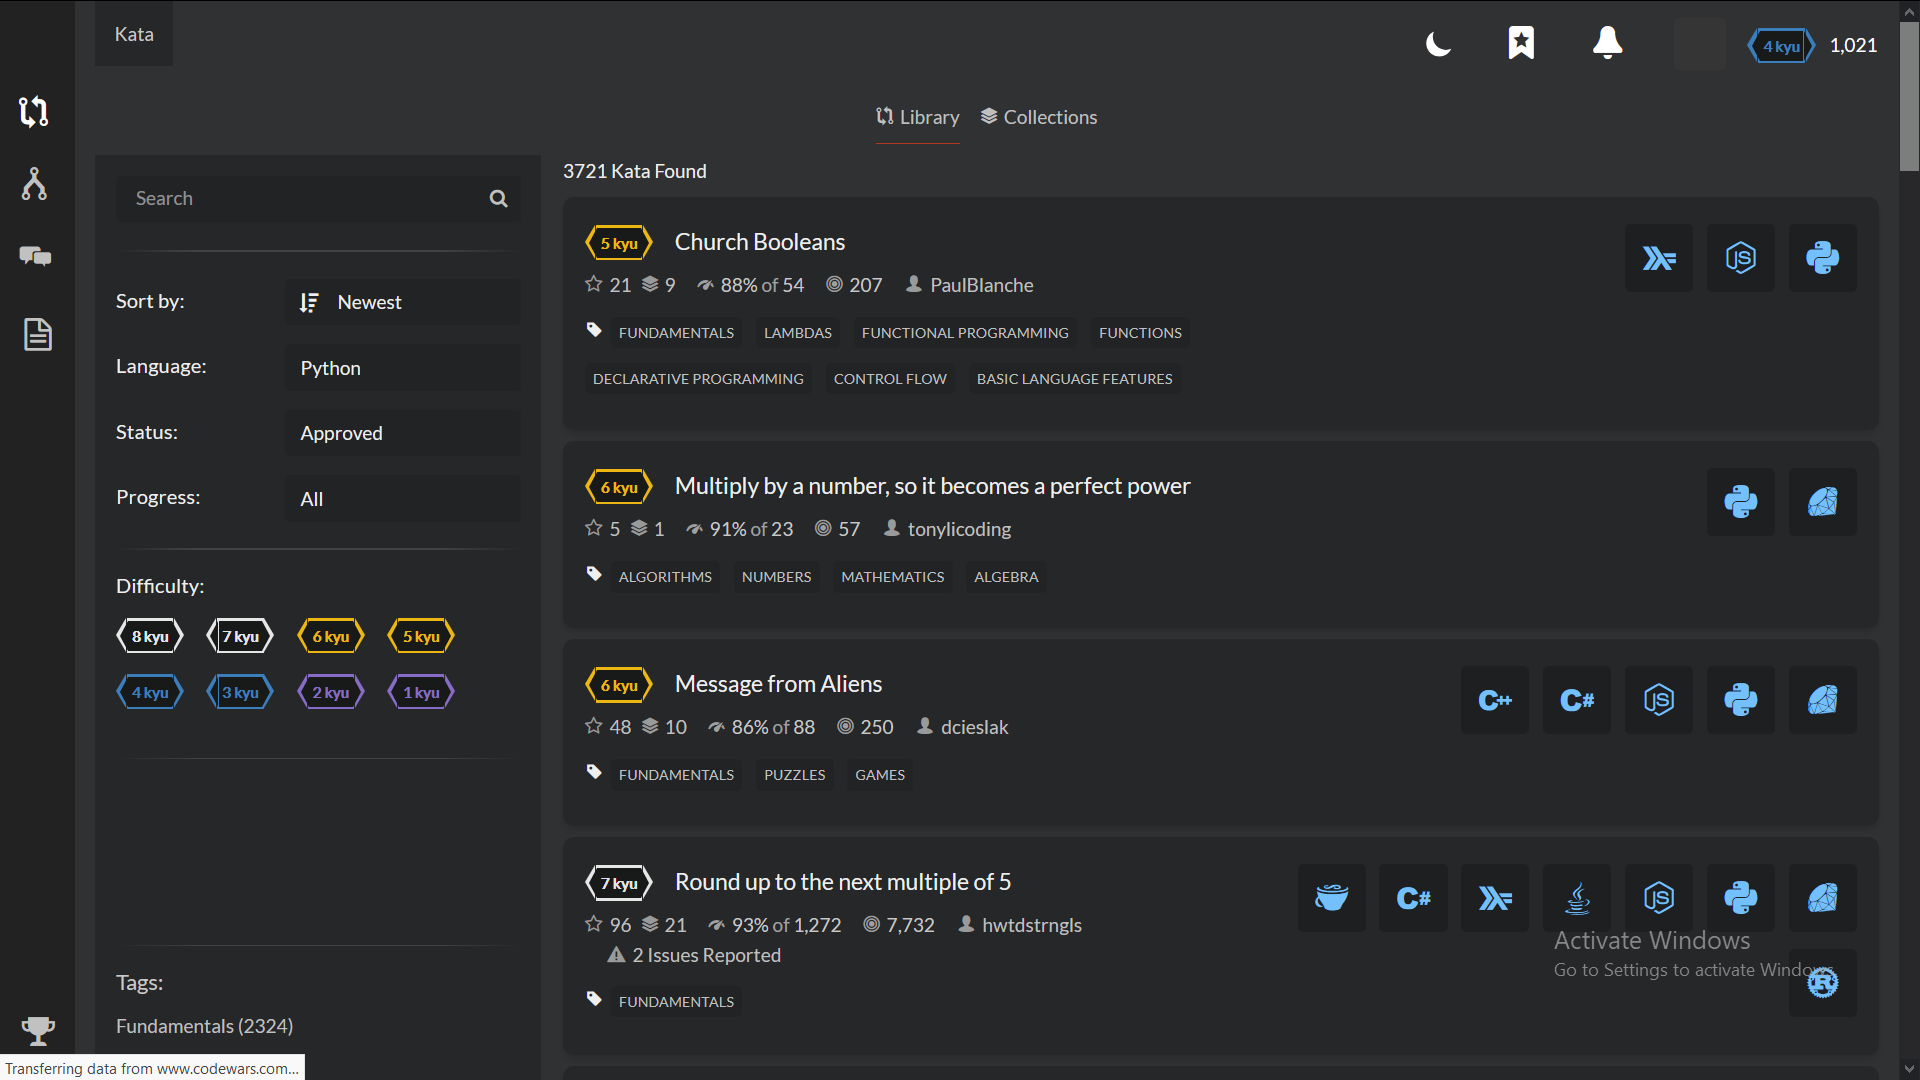 Kata
4 kyu 1,021
Library Collections
Search
Sort by: Newest
Language: Python
Status: Approved
Progress: All
Difficulty:
8 kyu 7 kyu 6 kyu 5 kyu
4 kyu 3 kyu 2 kyu 1 kyu
Tags:
Fundamentals (2324)
3721 Kata Found
5 kyu Church Booleans
21 9 88% of 54 207 PaulBlanche
FUNDAMENTALS LAMBDAS FUNCTIONAL PROGRAMMING FUNCTIONS
DECLARATIVE PROGRAMMING CONTROL FLOW BASIC LANGUAGE FEATURES
JS
6 kyu Multiply by a number, so it becomes a perfect power
5 1 91% of 23 57 tonylicoding
ALGORITHMS NUMBERS MATHEMATICS ALGEBRA
6 kyu Message from Aliens
48 10 86% of 88 250 dcieslak
FUNDAMENTALS PUZZLES GAMES
C++ C# JS
7 kyu Round up to the next multiple of 5
96 21 93% of 1,272 7,732 hwtdstrngls
2 Issues Reported
FUNDAMENTALS
C# JS
R
Activate Windows
Go to Settings to activate Windows.
Transferring data from www.codewars.com...